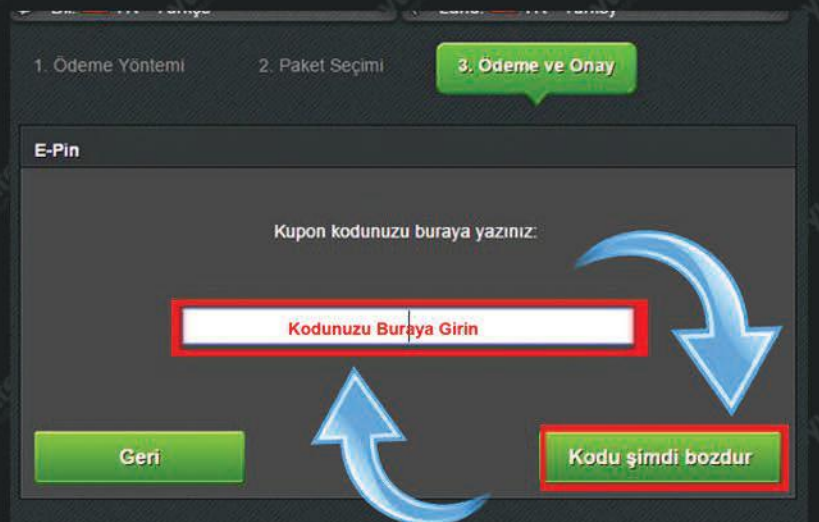 1. Ödeme Yöntemi
2. Paket Seçimi
3. Ödeme ve Onay
E-Pin
Kupon kodunuzu buraya yazınız:
Kodunuzu Buraya Girin
Geri
Kodu şimdi bozdur